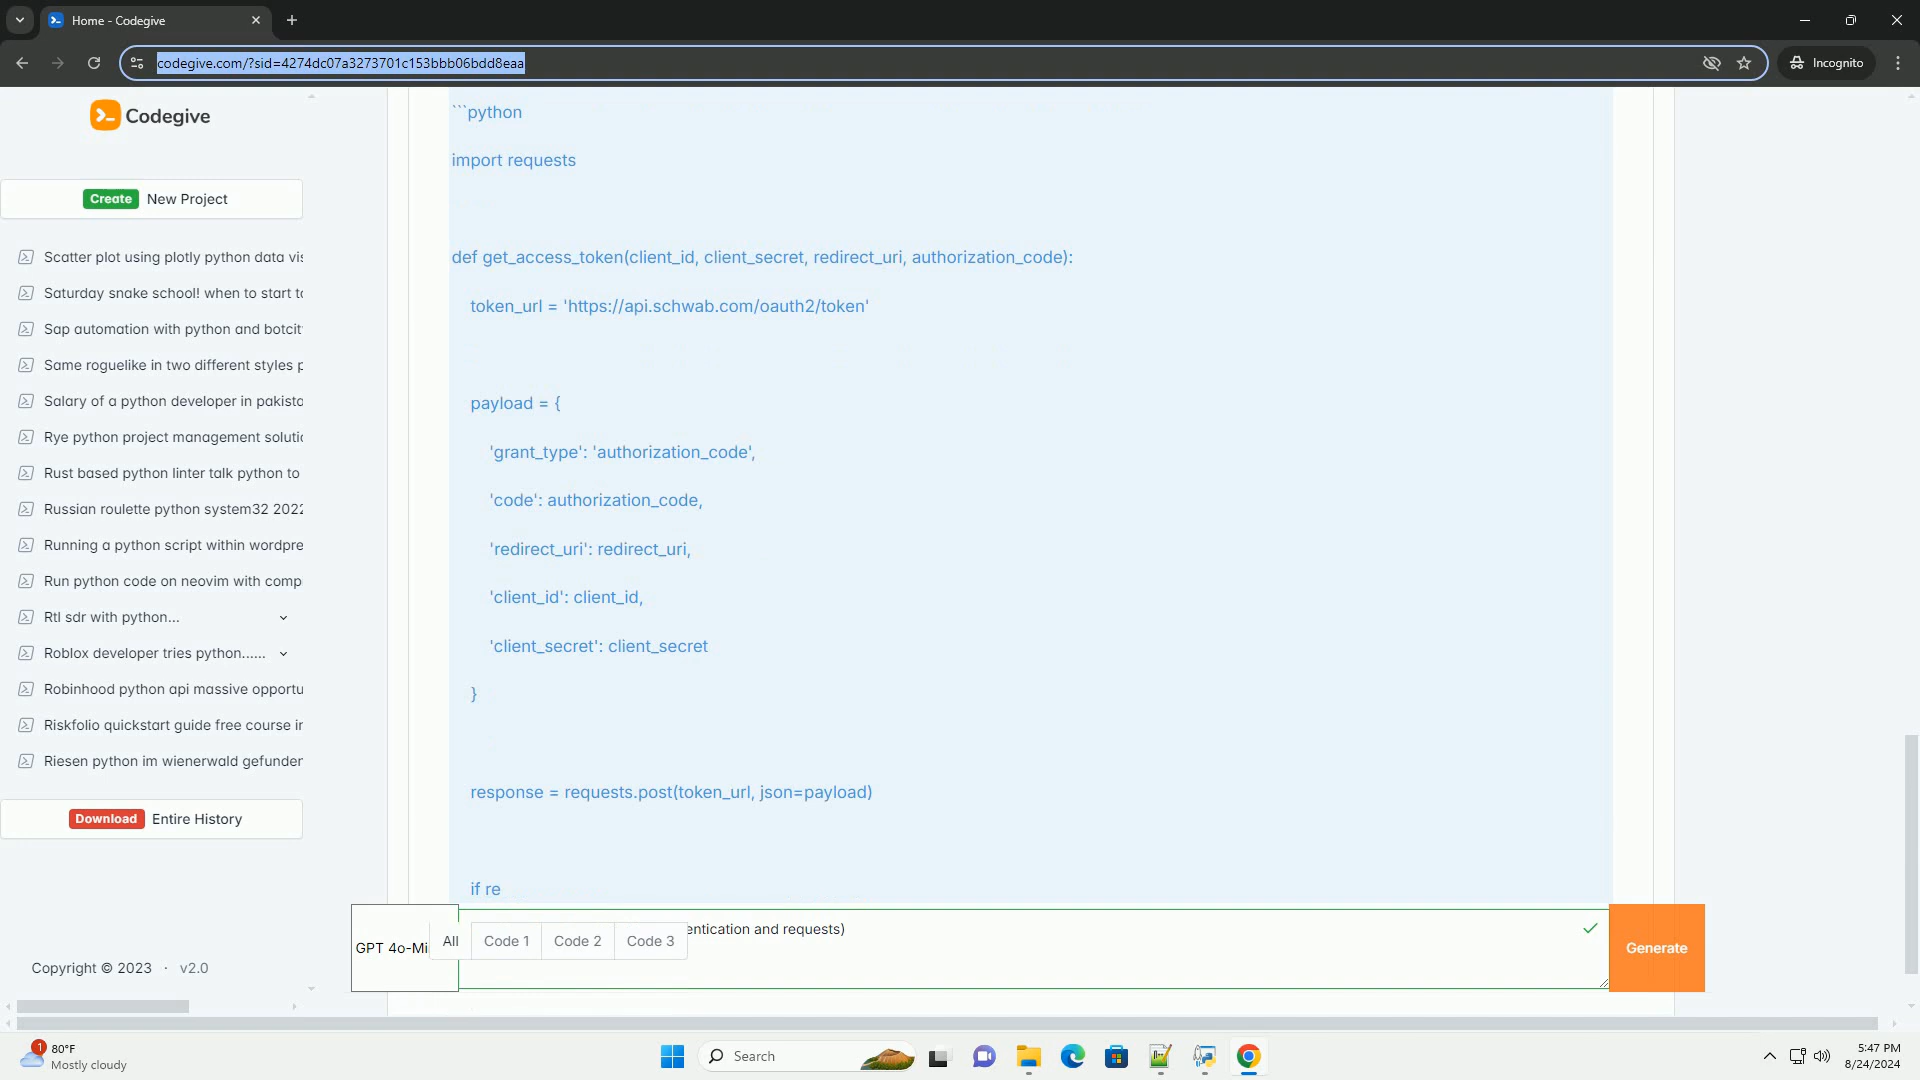 Home - Codegive
codegive.com/?sid=4274dc07a3273701c153bbb06bdd8eaa
Incognito
Codegive
Create New Project
Scatter plot using plotly python data vis
Saturday snake school! when to start to
Sap automation with python and botcit
Same roguelike in two different styles p
Salary of a python developer in pakista
Rye python project management solutio
Rust based python linter talk python to
Russian roulette python system32 2022
Running a python script within wordpre
Run python code on neovim with comp
Rtl sdr with python...
Roblox developer tries python......
Robinhood python api massive opportu
Riskfolio quickstart guide free course in
Riesen python im wienerwald gefunden
Download Entire History
Copyright © 2023 · v2.0
```python
import requests
def get_access_token(client_id, client_secret, redirect_uri, authorization_code):
token_url = 'https://api.schwab.com/oauth2/token'
payload = {
'grant_type': 'authorization_code',
'code': authorization_code,
'redirect_uri': redirect_uri,
'client_id': client_id,
'client_secret': client_secret
}
response = requests.post(token_url, json=payload)
if re
entication and requests)
GPT 4o-Mi
All Code 1 Code 2 Code 3
Generate
1
80°F
Mostly cloudy
Search
5:47 PM
8/24/2024